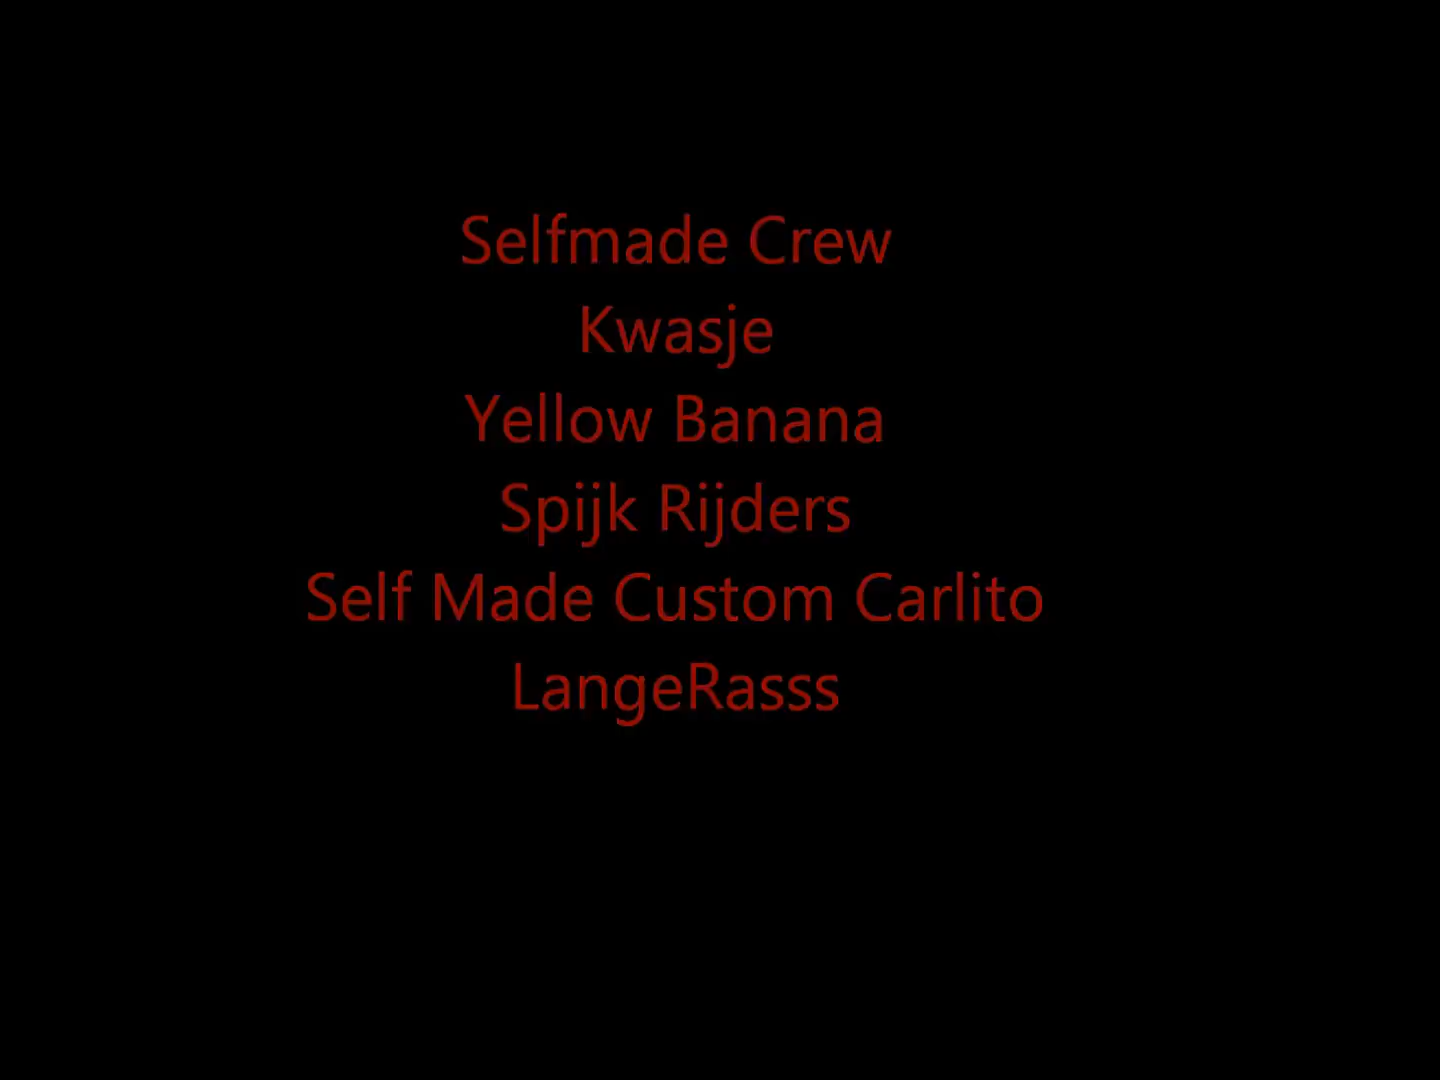 Selfmade Crew
Kwasje
Yellow Banana
Spijk Rijders
Self Made Custom Carlito
LangeRasss